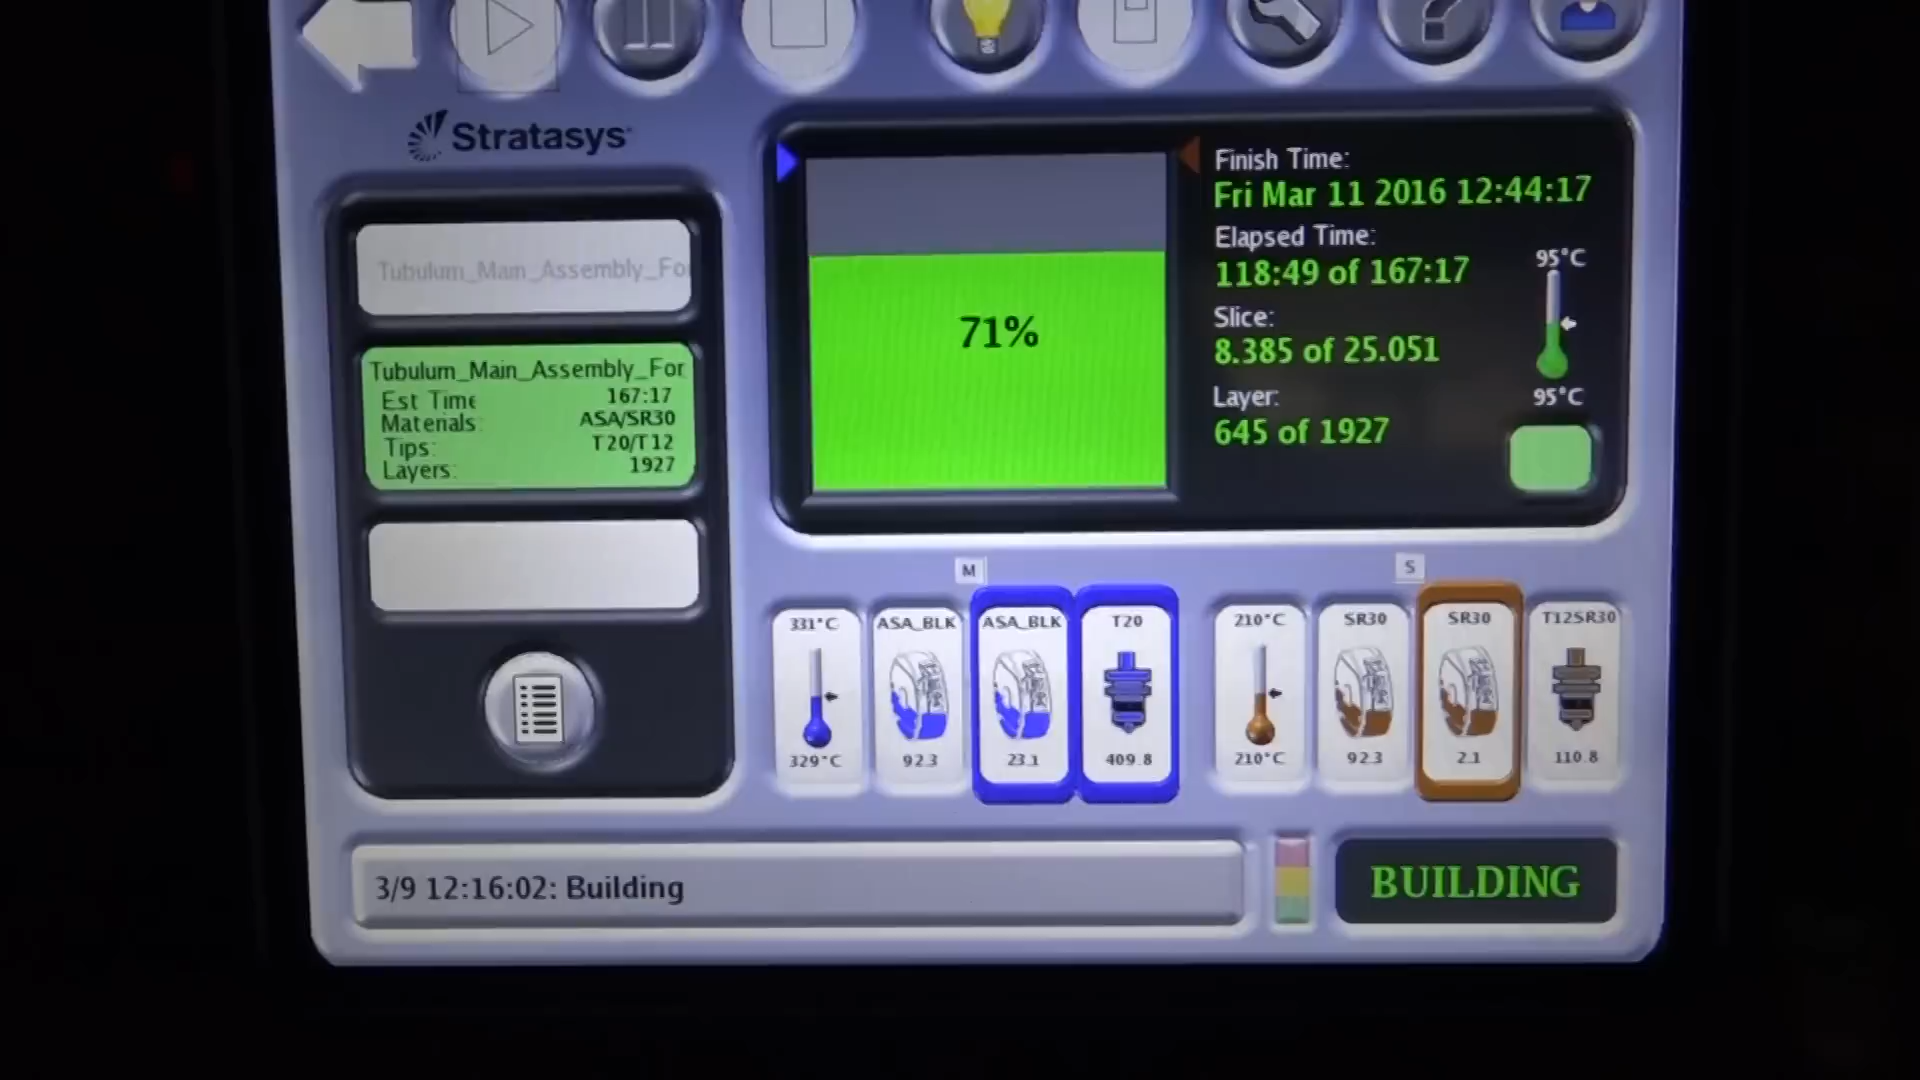 Stratasys
Tubulum_Main_Assembly_For
Tubulum_Main_Assembly_For
Est Time 167:17
Materials: ASA/SR30
Tips: T20/T12
Layers: 1927
71%
Finish Time:
Fri Mar 11 2016 12:44:17
Elapsed Time:
118:49 of 167:17
Slice:
8.385 of 25.051
Layer:
645 of 1927
95°C
95°C
M
331°C ASA_BLK ASA_BLK T20
329°C 92.3 23.1 409.8
S
210°C SR30 SR30 T12SR30
210°C 92.3 2.1 110.8
3/9 12:16:02: Building
BUILDING